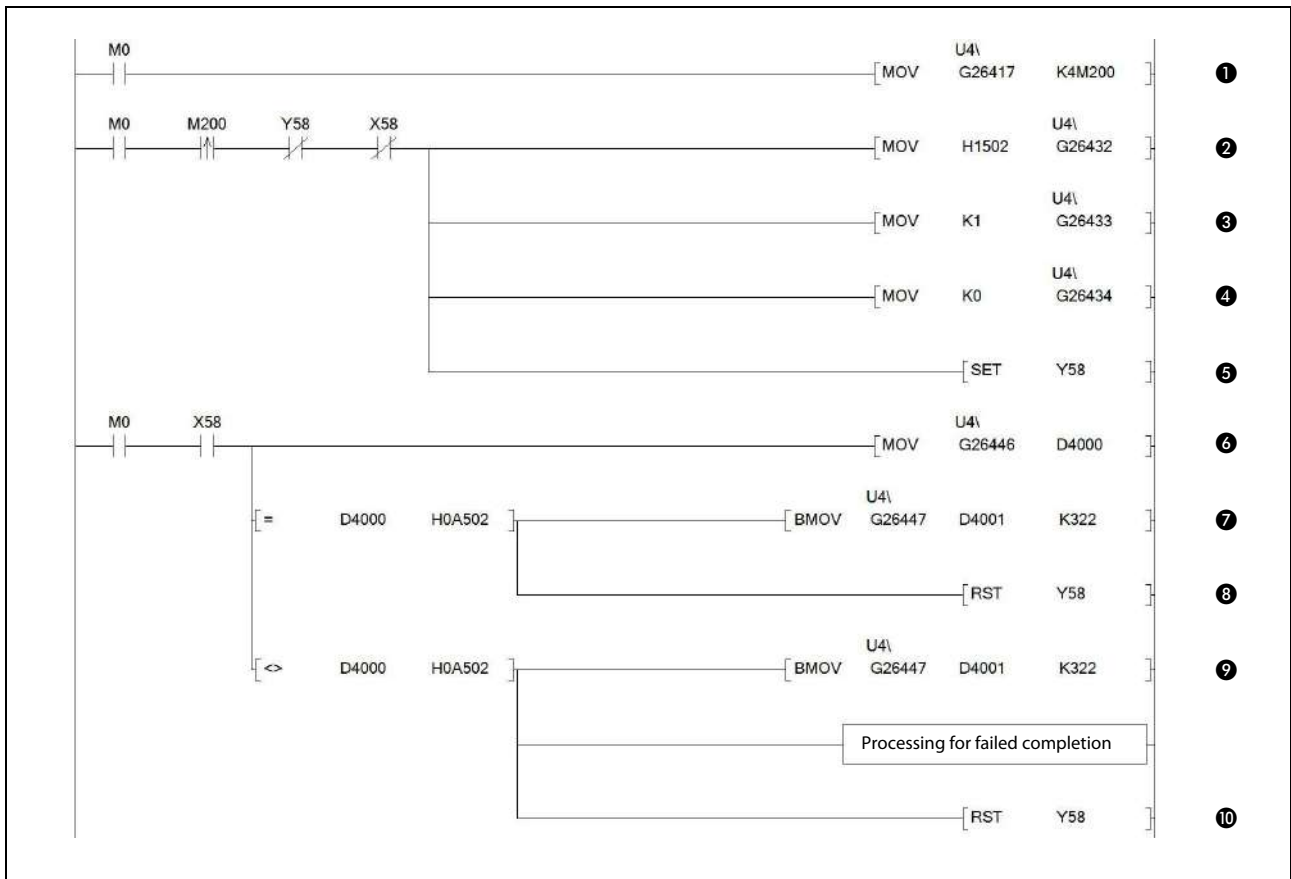 M0 U4\
[MOV G26417 K4M200 ] ❶
M0 M200 Y58 X58 U4\
[MOV H1502 G26432 ] ❷
U4\
[MOV K1 G26433 ] ❸
U4\
[MOV K0 G26434 ] ❹
[SET Y58 ] ❺
M0 X58 U4\
[MOV G26446 D4000 ] ❻
U4\
[= D4000 H0A502 ] [BMOV G26447 D4001 K322 ] ❼
[RST Y58 ] ❽
U4\
[<> D4000 H0A502 ] [BMOV G26447 D4001 K322 ] ❾
Processing for failed completion
[RST Y58 ] ❿